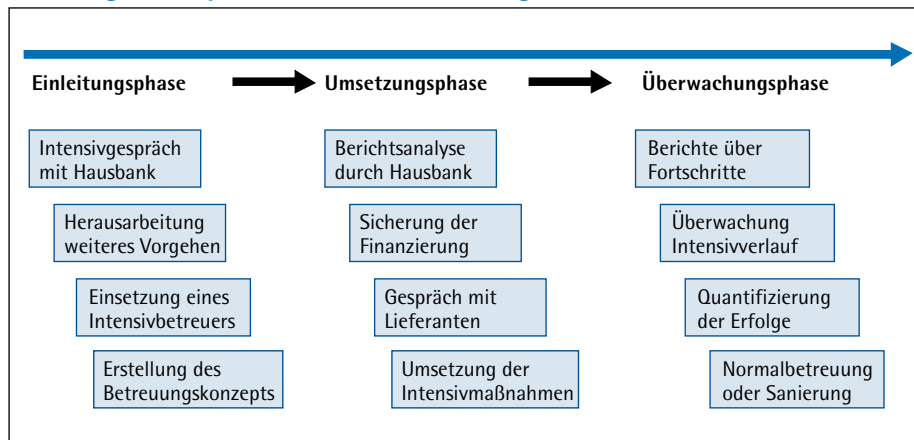 Einleitungsphase
Umsetzungsphase
Überwachungsphase
Intensivgespräch
mit Hausbank
Herausarbeitung
weiteres Vorgehen
Einsetzung eines
Intensivbetreuers
Erstellung des
Betreuungskonzepts
Berichtsanalyse
durch Hausbank
Sicherung der
Finanzierung
Gespräch mit
Lieferanten
Umsetzung der
Intensivmaßnahmen
Berichte über
Fortschritte
Überwachung
Intensivverlauf
Quantifizierung
der Erfolge
Normalbetreuung
oder Sanierung